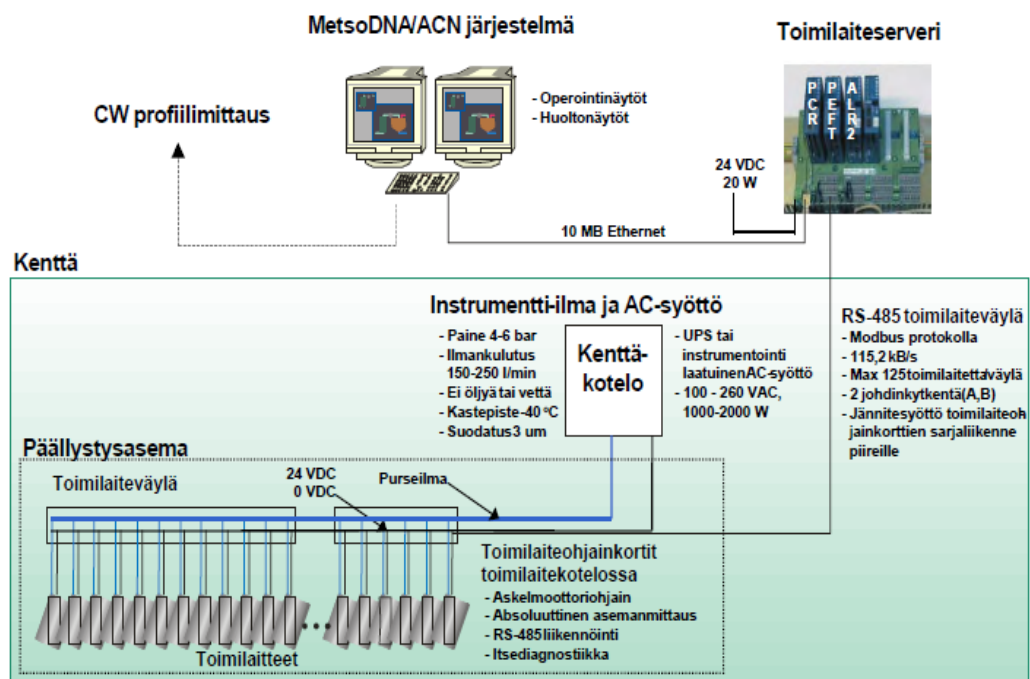 MetsoDNA/ACN järjestelmä
Toimilaiteserveri
CW profiilimittaus
- Operointinäytöt
- Huoltonäytöt
PCR
PEFT
ALR2
24 VDC
20 W
10 MB Ethernet
Kenttä
Instrumentti-ilma ja AC-syöttö
- Paine 4-6 bar
- Ilmankulutus
150-250 l/min
- Ei öljyä tai vettä
- Kastepiste-40 °C
- Suodatus3 um
Kenttä-
kotelo
- UPS tai
instrumentointi
laatuinen AC-syöttö
- 100 - 260 VAC,
1000-2000 W
RS-485 toimilaiteväylä
- Modbus protokolla
- 115,2 kB/s
- Max 125 toimilaitetta/väylä
- 2 johdinkytkentä(A,B)
- Jännitesyöttö toimilaiteoh
jainkorttien sarjaliikenne
piireille
Päällystysasema
Toimilaiteväylä
24 VDC
0 VDC
Purseilma
Toimilaiteohjainkortit
toimilaitekotelossa
- Askelmoottoriohjain
- Absoluuttinen asemanmittaus
- RS-485 liikennöinti
- Itsediagnostiikka
Toimilaitteet